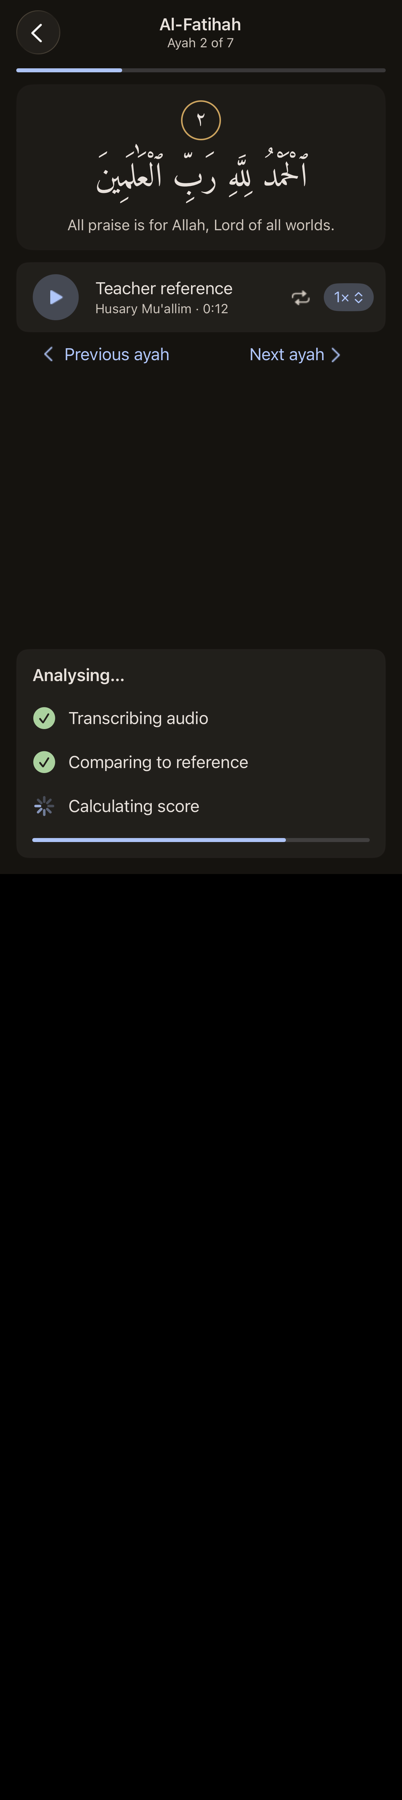 Al-Fatihah
Ayah 2 of 7
٢
ٱلْحَمْدُ لِلَّهِ رَبِّ ٱلْعَٰلَمِينَ
All praise is for Allah, Lord of all worlds.
Teacher reference
Husary Mu'allim · 0:12
1×
Previous ayah
Next ayah
Analysing...
Transcribing audio
Comparing to reference
Calculating score